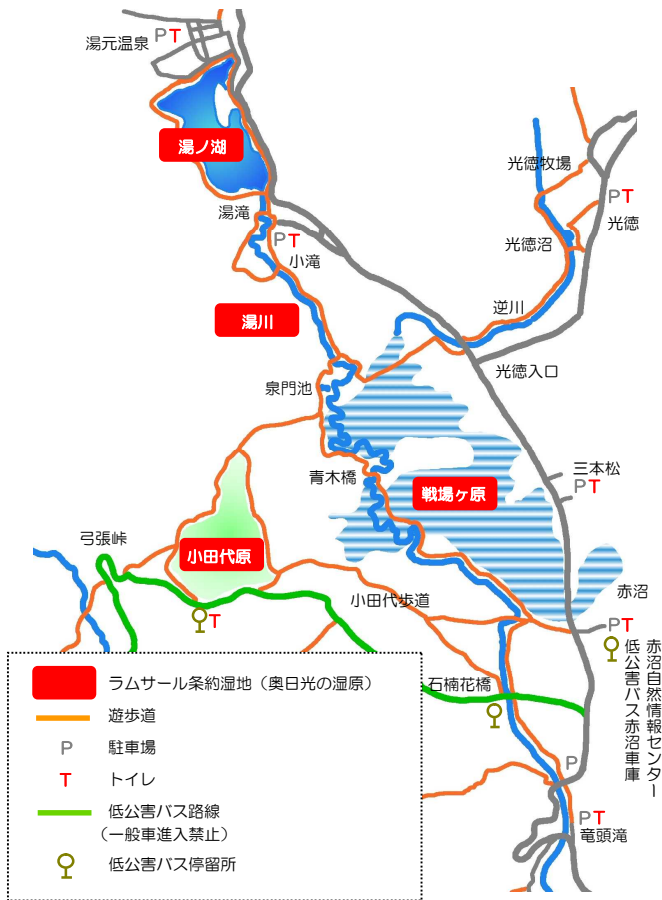 湯元温泉
P T
湯ノ湖
湯滝
P T
小滝
湯川
光徳牧場
P T
光徳
光徳沼
逆川
光徳入口
泉門池
青木橋
戦場ヶ原
三本松
P T
弓張峠
小田代原
T
小田代歩道
赤沼
P T
赤沼自然情報センター
低公害バス赤沼車庫
石楠花橋
P
P T
竜頭滝
ラムサール条約湿地（奥日光の湿原）
遊歩道
P 駐車場
T トイレ
低公害バス路線
（一般車進入禁止）
低公害バス停留所